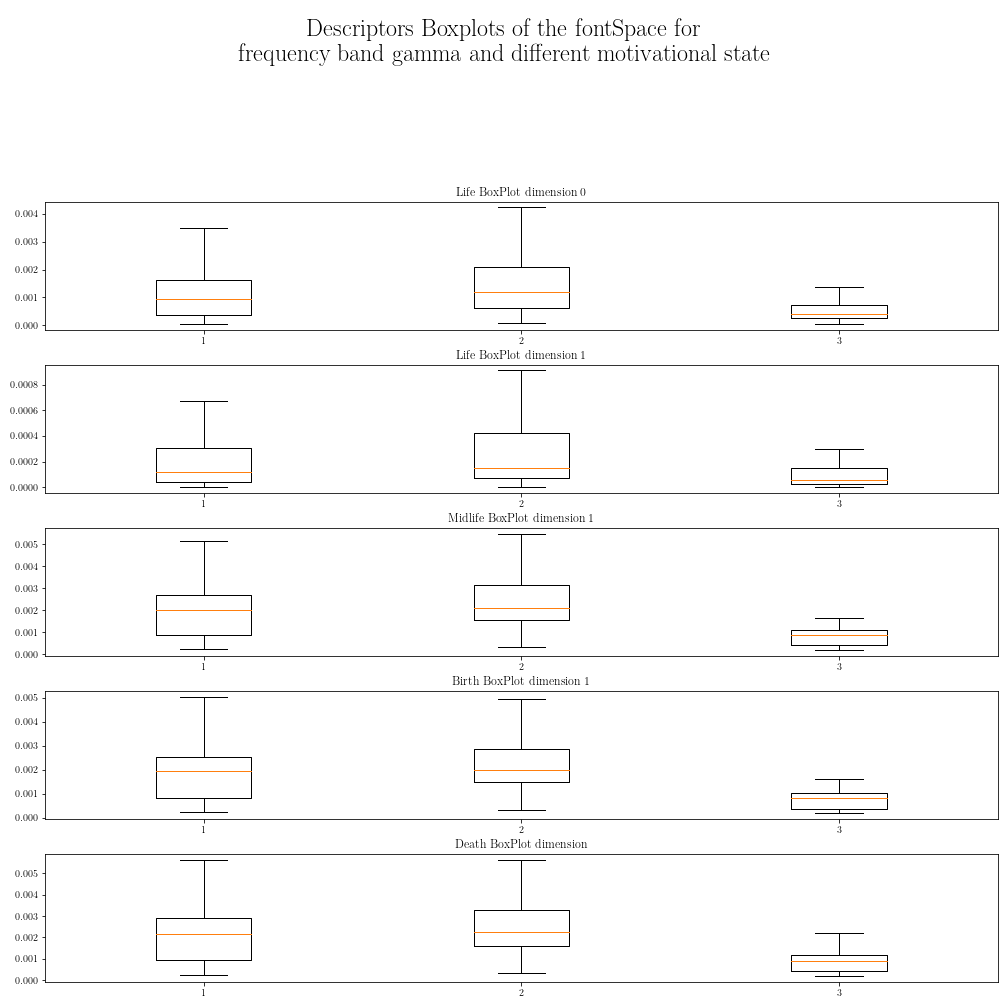 Descriptors Boxplots of the fontSpace for
frequency band gamma and different motivational state
Life BoxPlot dimension 0
0.004
0.003
0.002
0.001
0.000
1 2 3
Life BoxPlot dimension 1
0.0008
0.0006
0.0004
0.0002
0.0000
1 2 3
Midlife BoxPlot dimension 1
0.005
0.004
0.003
0.002
0.001
0.000
1 2 3
Birth BoxPlot dimension 1
0.005
0.004
0.003
0.002
0.001
0.000
1 2 3
Death BoxPlot dimension
0.005
0.004
0.003
0.002
0.001
0.000
1 2 3